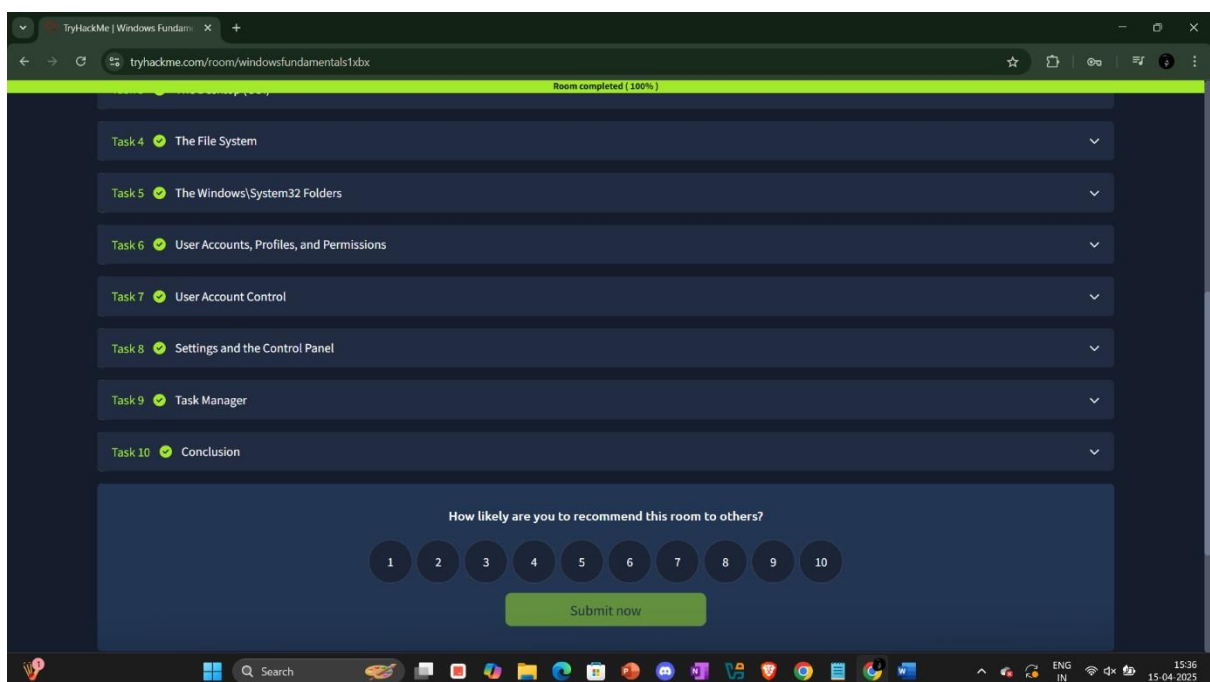 TryHackMe | Windows Fundam
tryhackme.com/room/windowsfundamentals1xbx
Room completed ( 100% )
Task 4 The File System
Task 5 The Windows\System32 Folders
Task 6 User Accounts, Profiles, and Permissions
Task 7 User Account Control
Task 8 Settings and the Control Panel
Task 9 Task Manager
Task 10 Conclusion
How likely are you to recommend this room to others?
1 2 3 4 5 6 7 8 9 10
Submit now
1 Search ENG 15:36
IN 15-04-2025